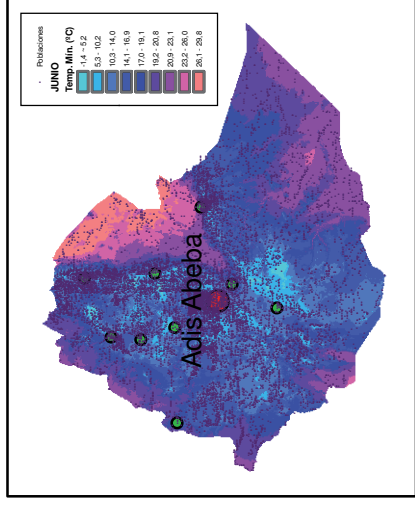 - Poblaciones
JUNIO
Temp. Mín. (ºC)
-1,4 - 5,2
5,3 - 10,2
10,3 - 14,0
14,1 - 16,9
17,0 - 19,1
19,2 - 20,8
20,9 - 23,1
23,2 - 26,0
26,1 - 29,8
Adis Abeba